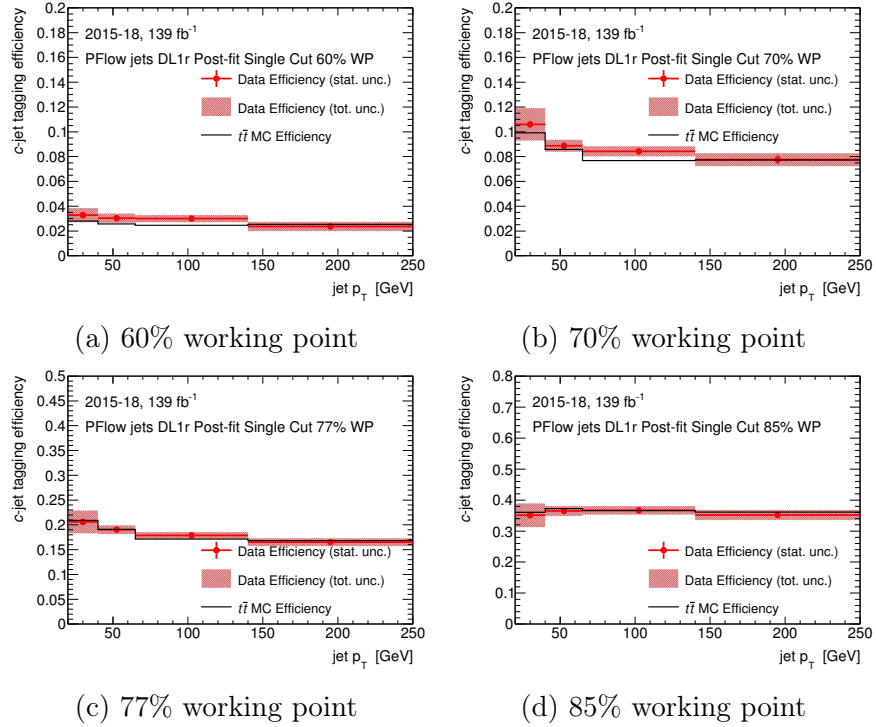 0.2
0.18
0.16
0.14
0.12
0.1
0.08
0.06
0.04
0.02
0
c-jet tagging efficiency
2015-18, 139 fb⁻¹
PFlow jets DL1r Post-fit Single Cut 60% WP
Data Efficiency (stat. unc.)
Data Efficiency (tot. unc.)
tt̄ MC Efficiency
50 100 150 200 250
jet p_T [GeV]
(a) 60% working point
0.2
0.18
0.16
0.14
0.12
0.1
0.08
0.06
0.04
0.02
0
c-jet tagging efficiency
2015-18, 139 fb⁻¹
PFlow jets DL1r Post-fit Single Cut 70% WP
Data Efficiency (stat. unc.)
Data Efficiency (tot. unc.)
tt̄ MC Efficiency
50 100 150 200 250
jet p_T [GeV]
(b) 70% working point
0.5
0.45
0.4
0.35
0.3
0.25
0.2
0.15
0.1
0.05
0
c-jet tagging efficiency
2015-18, 139 fb⁻¹
PFlow jets DL1r Post-fit Single Cut 77% WP
Data Efficiency (stat. unc.)
Data Efficiency (tot. unc.)
tt̄ MC Efficiency
50 100 150 200 250
jet p_T [GeV]
(c) 77% working point
0.8
0.7
0.6
0.5
0.4
0.3
0.2
0.1
0
c-jet tagging efficiency
2015-18, 139 fb⁻¹
PFlow jets DL1r Post-fit Single Cut 85% WP
Data Efficiency (stat. unc.)
Data Efficiency (tot. unc.)
tt̄ MC Efficiency
50 100 150 200 250
jet p_T [GeV]
(d) 85% working point